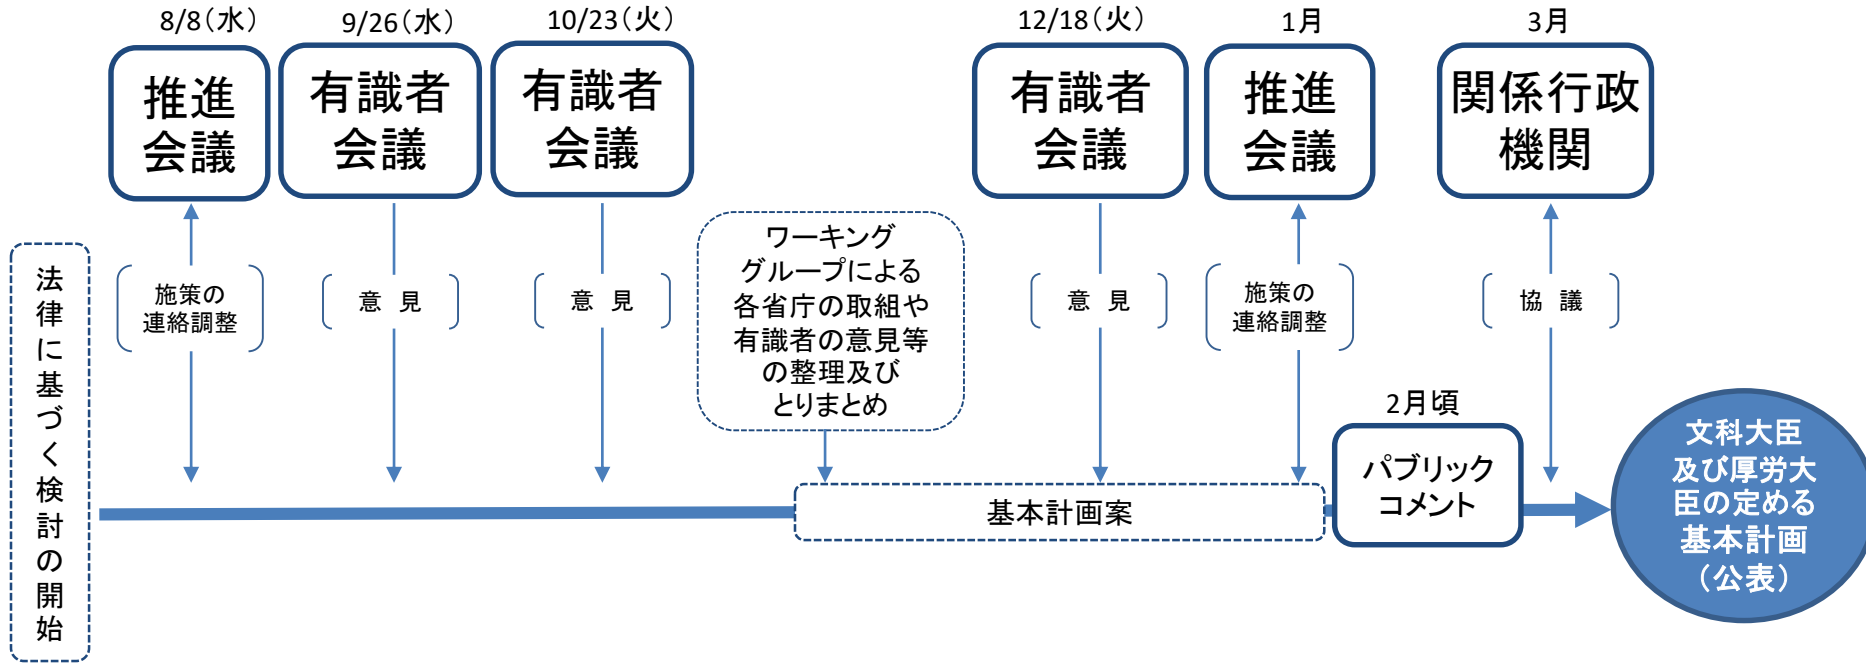 8/8（水）
推進
会議
施策の
連絡調整
9/26（水）
有識者
会議
意　見
10/23（火）
有識者
会議
意　見
ワーキング
グループによる
各省庁の取組や
有識者の意見等
の整理及び
とりまとめ
12/18（火）
有識者
会議
意　見
1月
推進
会議
施策の
連絡調整
3月
関係行政
機関
協　議
法律に基づく検討の開始
基本計画案
2月頃
パブリック
コメント
文科大臣
及び厚労大
臣の定める
基本計画
（公表）